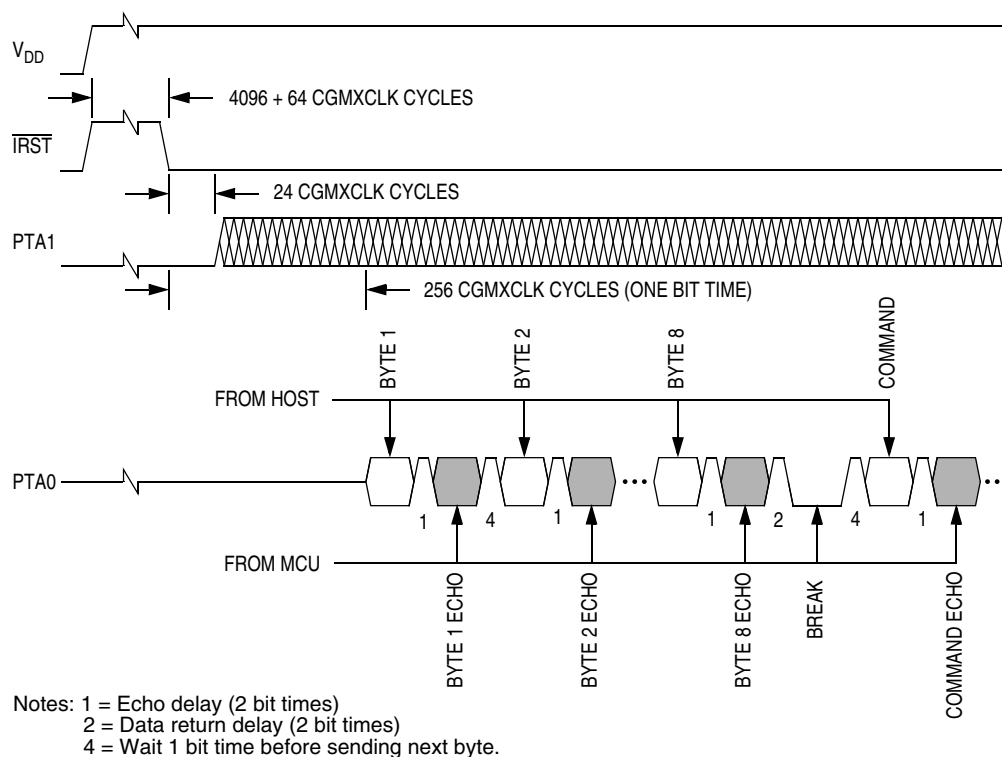 VDD
4096 + 64 CGMXCLK CYCLES
IRST
24 CGMXCLK CYCLES
PTA1
256 CGMXCLK CYCLES (ONE BIT TIME)
BYTE 1
BYTE 2
BYTE 8
COMMAND
FROM HOST
PTA0
1 4 1 1 2 4 1
FROM MCU
BYTE 1 ECHO
BYTE 2 ECHO
BYTE 8 ECHO
BREAK
COMMAND ECHO
Notes: 1 = Echo delay (2 bit times)
2 = Data return delay (2 bit times)
4 = Wait 1 bit time before sending next byte.